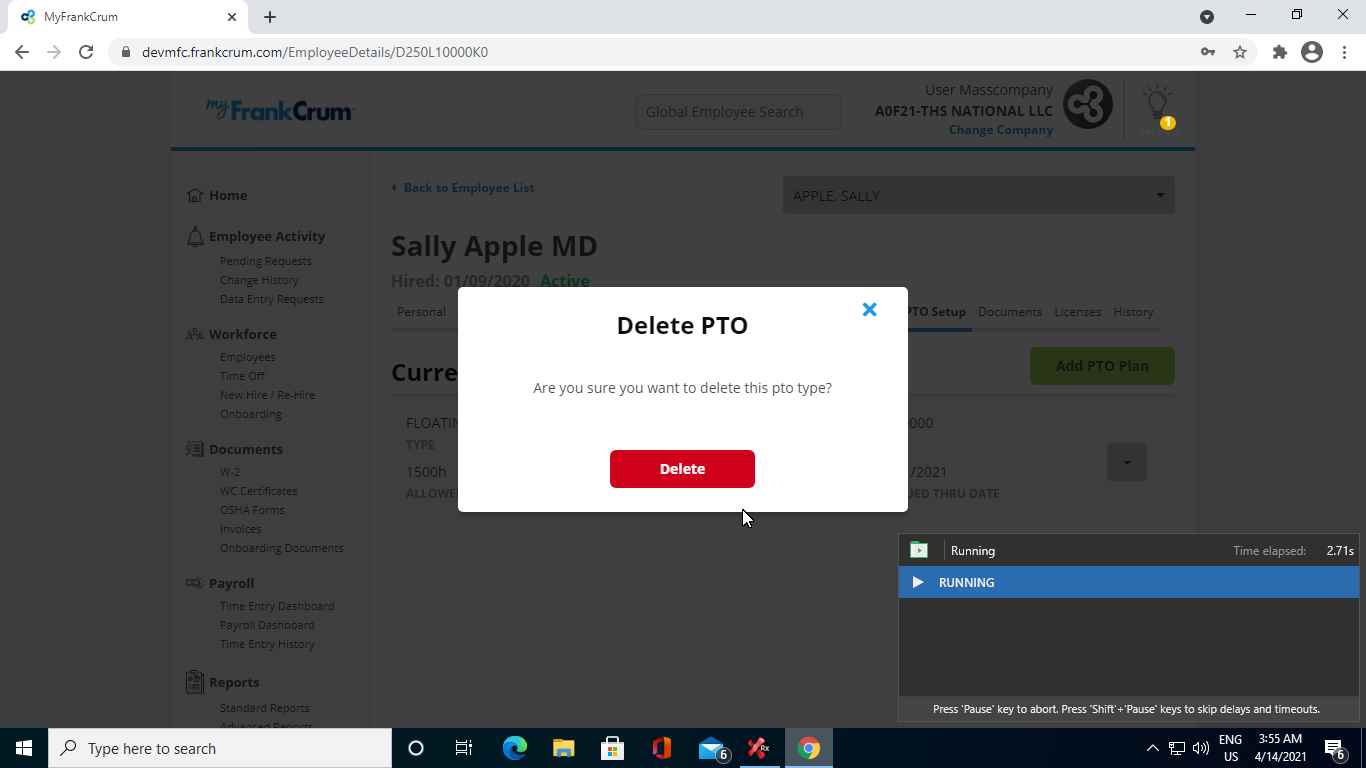 MyFrankCrum
devmfc.frankcrum.com/EmployeeDetails/D250L10000K0
myFrankCrum
Global Employee Search
User Masscompany
A0F21-THS NATIONAL LLC
Change Company
1
Back to Employee List
APPLE, SALLY
Sally Apple MD
Hired: 01/09/2020 Active
Personal
PTO Setup
Documents
Licenses
History
Home
Employee Activity
Pending Requests
Change History
Data Entry Requests
Workforce
Employees
Time Off
New Hire / Re-Hire
Onboarding
Documents
W-2
WC Certificates
OSHA Forms
Invoices
Onboarding Documents
Payroll
Time Entry Dashboard
Payroll Dashboard
Time Entry History
Reports
Standard Reports
Advanced Reports
Curre
Add PTO Plan
FLOATIN
000
TYPE
1500h
/2021
ALLOWE
UED THRU DATE
Delete PTO
Are you sure you want to delete this pto type?
Delete
Running
Time elapsed: 2.71s
RUNNING
Press 'Pause' key to abort. Press 'Shift'+'Pause' keys to skip delays and timeouts.
Type here to search
6
Rx
ENG
US
3:55 AM
4/14/2021
6